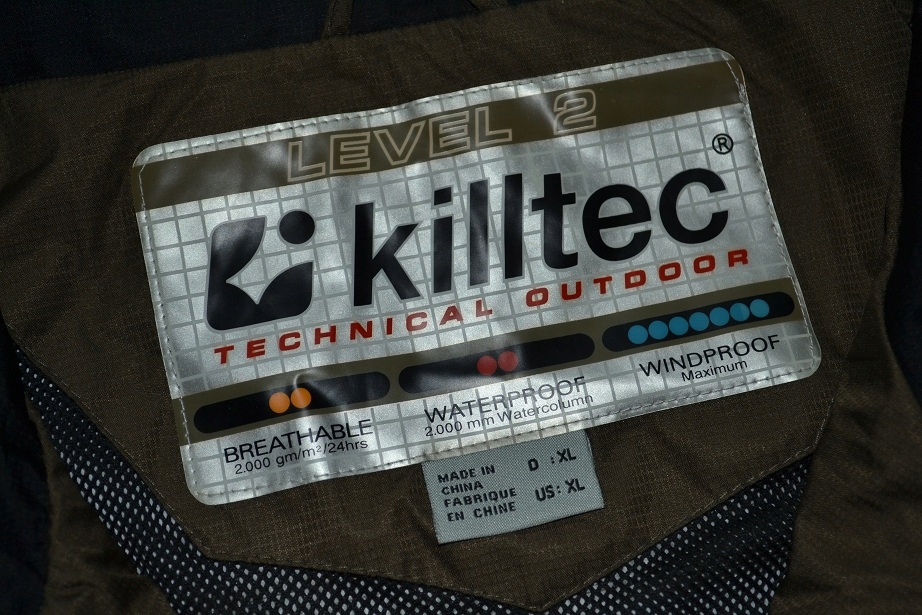 LEVEL 2
killtec®
TECHNICAL OUTDOOR
BREATHABLE
2.000 gm/m²/24hrs
WATERPROOF
2.000 mm Watercolumn
WINDPROOF
Maximum
MADE IN
CHINA
FABRIQUE
EN CHINE
D : XL
US: XL